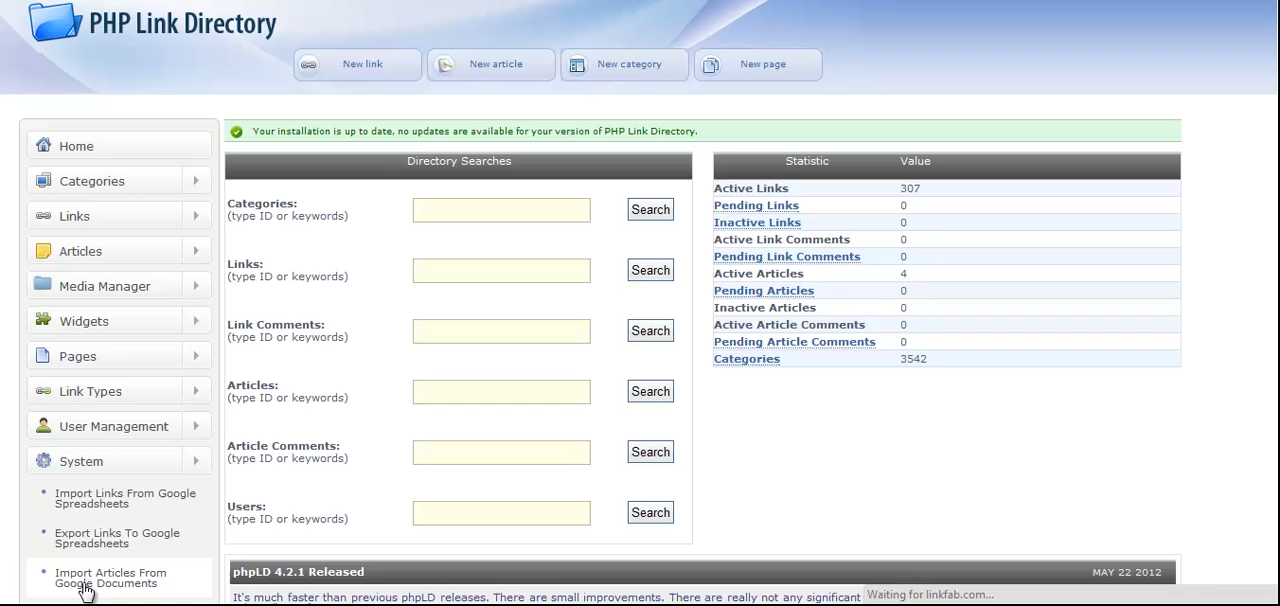 PHP Link Directory
New link
New article
New category
New page
Home
Categories
Links
Articles
Media Manager
Widgets
Pages
Link Types
User Management
System
Import Links From Google
Spreadsheets
Export Links To Google
Spreadsheets
Import Articles From
Google Documents
Your installation is up to date, no updates are available for your version of PHP Link Directory.
Directory Searches
Categories:
(type ID or keywords)
Search
Links:
(type ID or keywords)
Search
Link Comments:
(type ID or keywords)
Search
Articles:
(type ID or keywords)
Search
Article Comments:
(type ID or keywords)
Search
Users:
(type ID or keywords)
Search
Statistic Value
Active Links 307
Pending Links 0
Inactive Links 0
Active Link Comments 0
Pending Link Comments 0
Active Articles 4
Pending Articles 0
Inactive Articles 0
Active Article Comments 0
Pending Article Comments 0
Categories 3542
phpLD 4.2.1 Released MAY 22 2012
It's much faster than previous phpLD releases. There are small improvements. There are really not any significant
Waiting for linkfab.com...